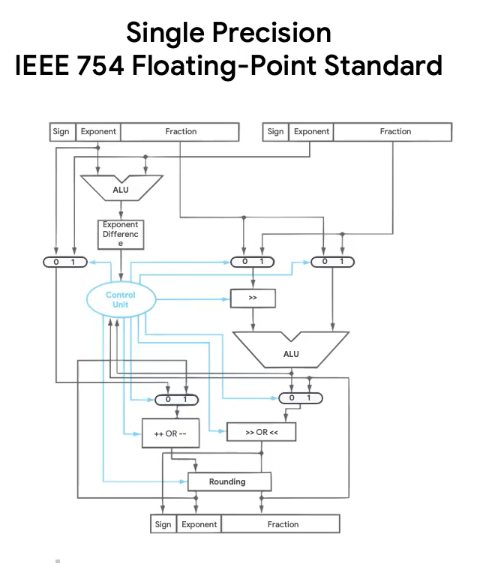 Single Precision
IEEE 754 Floating-Point Standard
Sign Exponent Fraction Sign Exponent Fraction
ALU
Exponent
Differenc
e
0 1 0 1 0 1
Control
Unit
>>
ALU
0 1 0 1
++ OR -- >> OR <<
Rounding
Sign Exponent Fraction